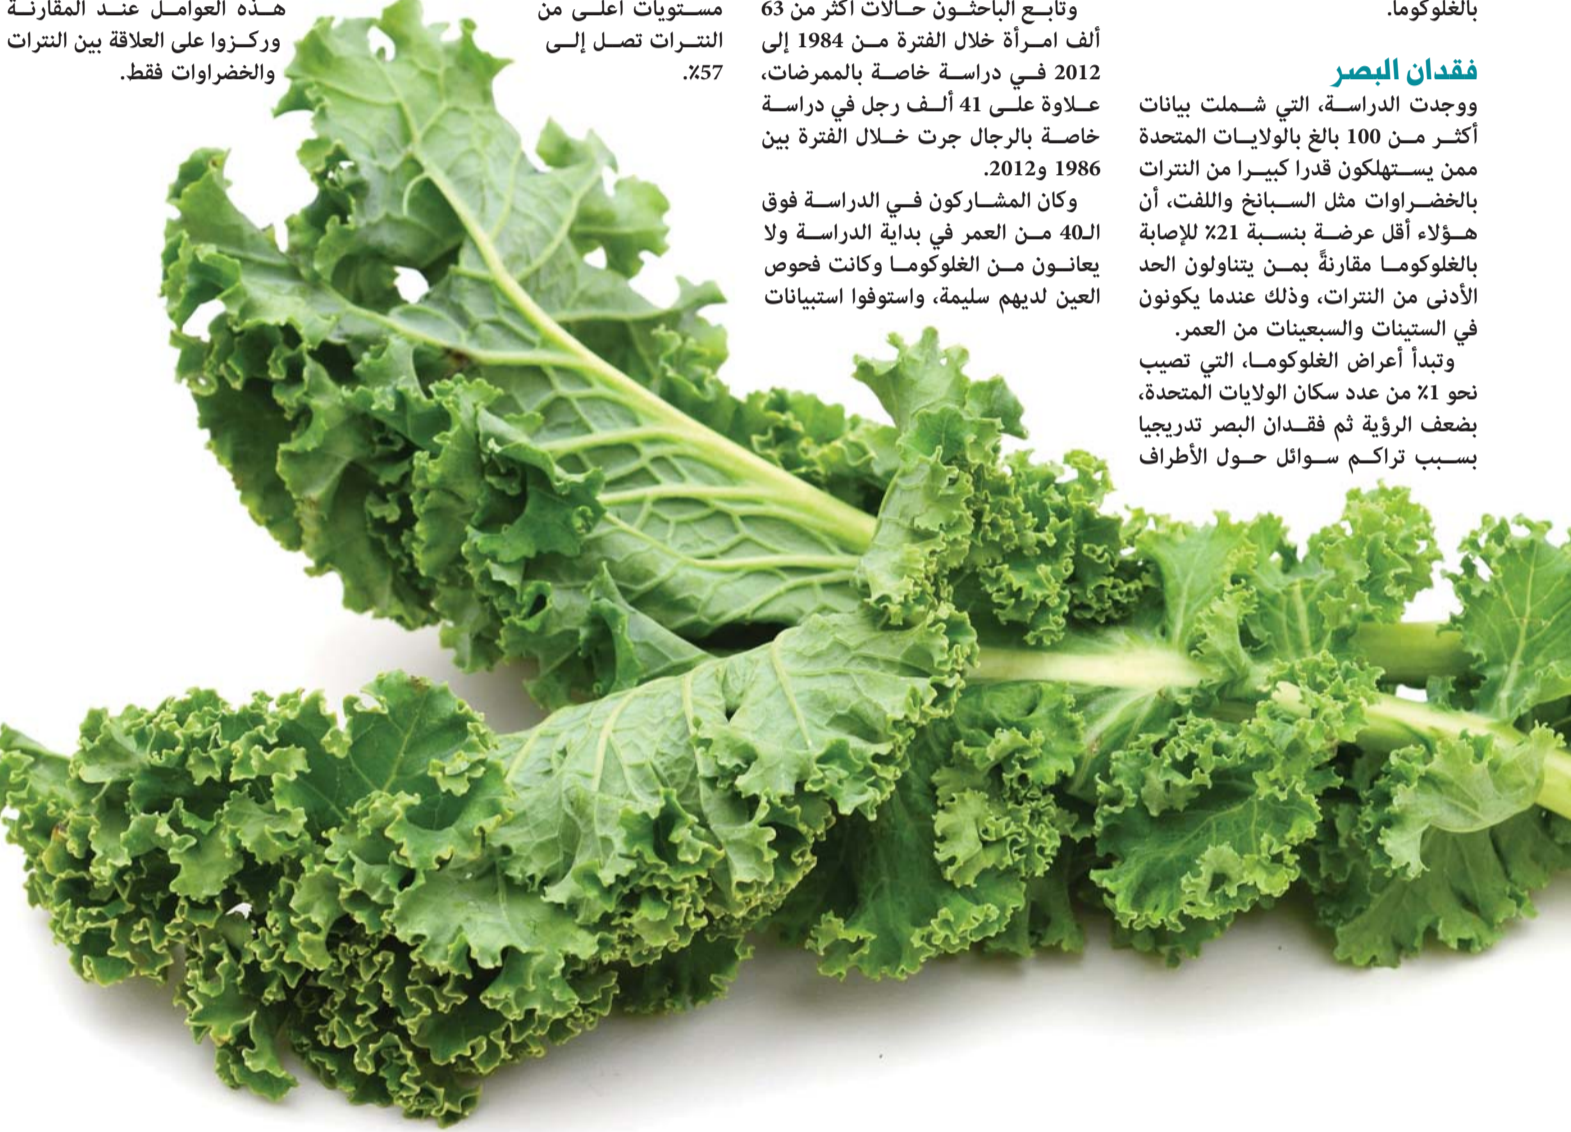 بالغلوكوما.
فقدان البصر
ووجدت الدراسة، التي شملت بيانات
أكثر من 100 بالغ بالولايات المتحدة
ممن يستهلكون قدرا كبيرا من النترات
بالخضراوات مثل السبانخ واللفت، أن
هؤلاء أقل عرضة بنسبة 21٪ للإصابة
بالغلوكوما مقارنةً بمن يتناولون الحد
الأدنى من النترات، وذلك عندما يكونون
في الستينات والسبعينات من العمر.
وتبدأ أعراض الغلوكوما، التي تصيب
نحو 1٪ من عدد سكان الولايات المتحدة،
بضعف الرؤية ثم فقدان البصر تدريجيا
بسبب تراكم سوائل حول الأطراف
وتابع الباحثون حالات أكثر من 63
ألف امرأة خلال الفترة من 1984 إلى
2012 في دراسة خاصة بالممرضات،
علاوة على 41 ألف رجل في دراسة
خاصة بالرجال جرت خلال الفترة بين
1986 و2012.
وكان المشاركون في الدراسة فوق
الـ40 من العمر في بداية الدراسة ولا
يعانون من الغلوكوما وكانت فحوص
العين لديهم سليمة، واستوفوا استبيانات
مستويات أعلى من
النترات تصل إلى
57٪.
هذه العوامل عند المقارنة
وركزوا على العلاقة بين النترات
والخضراوات فقط.